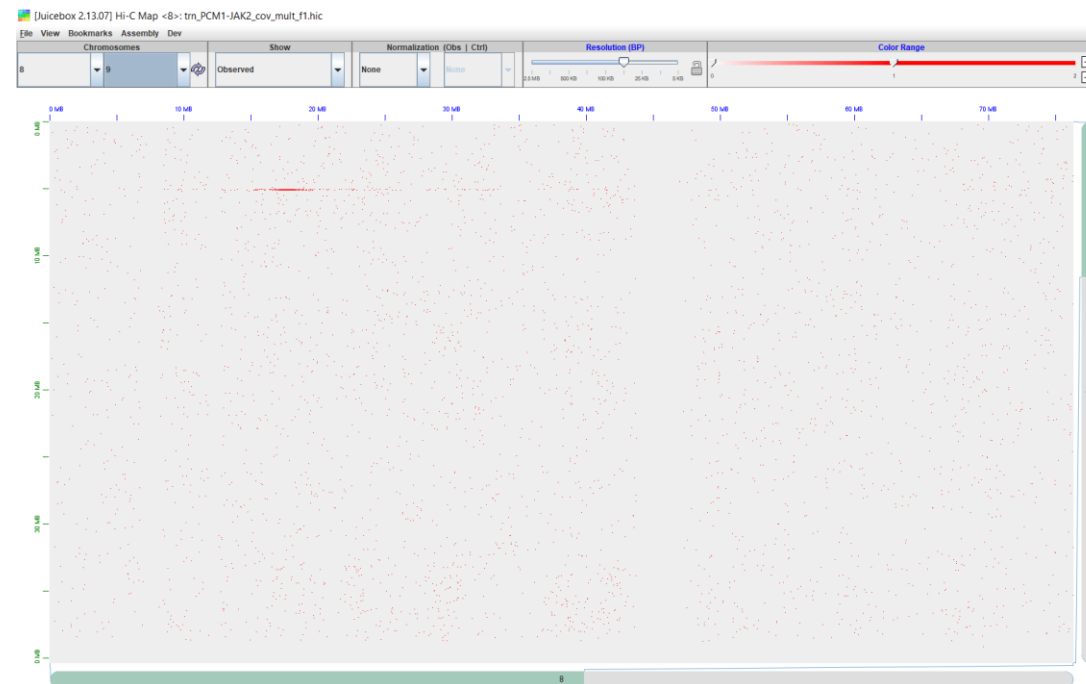 [Juicebox 2.13.07] Hi-C Map <8>: trn_PCM1-JAK2_cov_mult_f1.hic
File View Bookmarks Assembly Dev
Chromosomes Show Normalization (Obs | Ctrl) Resolution (BP) Color Range
8 9 Observed None None
2.5 MB 500 KB 100 KB 25 KB 5 KB
0 1 2
0 MB 10 MB 20 MB 30 MB 40 MB 50 MB 60 MB 70 MB
0 MB
10 MB
20 MB
30 MB
0 MB
8